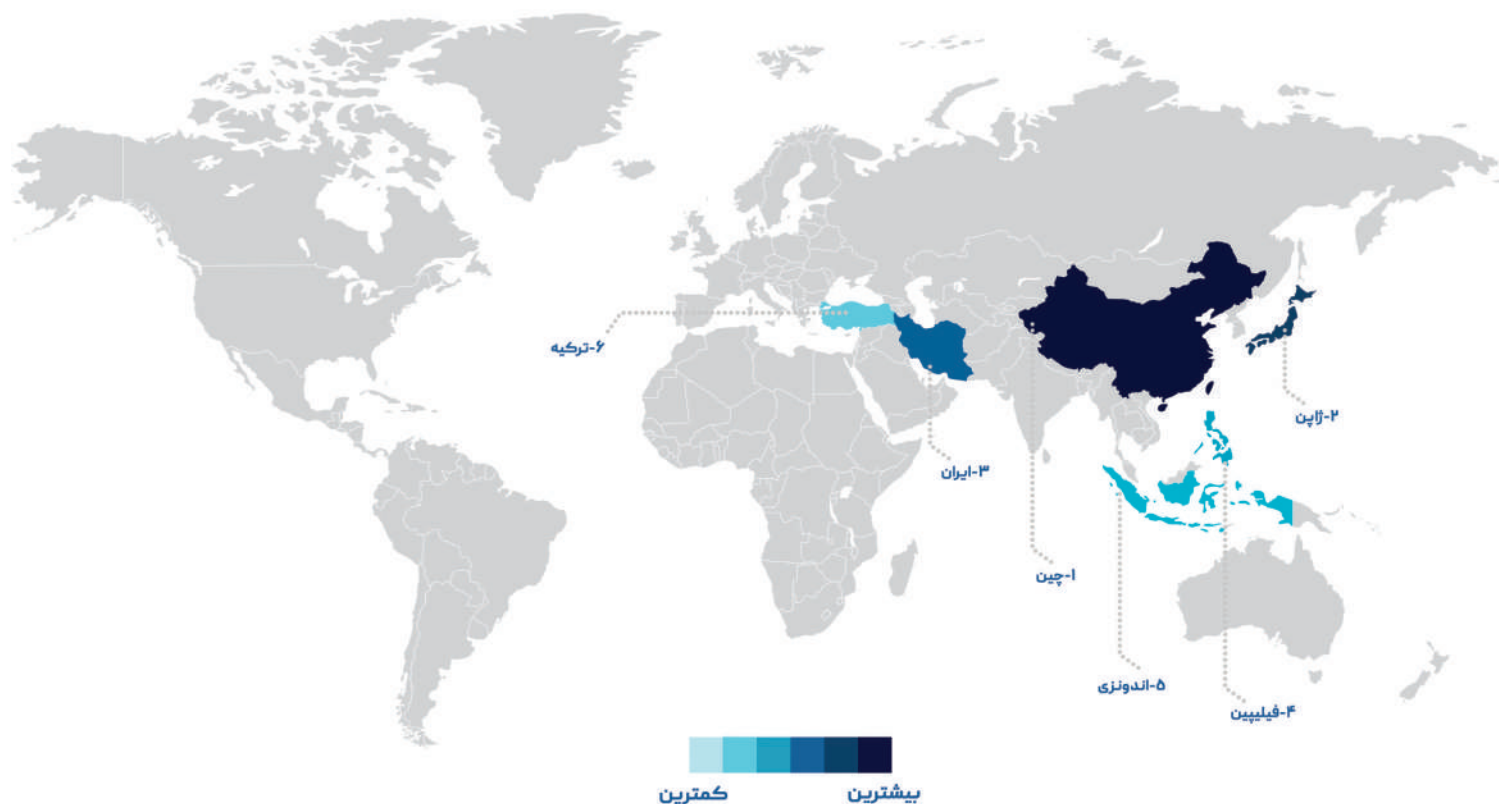 ۶-ترکیه
۲-ژاپن
۳-ایران
۱-چین
۵-اندونزی
۴-فیلیپین
بیشترین
کمترین